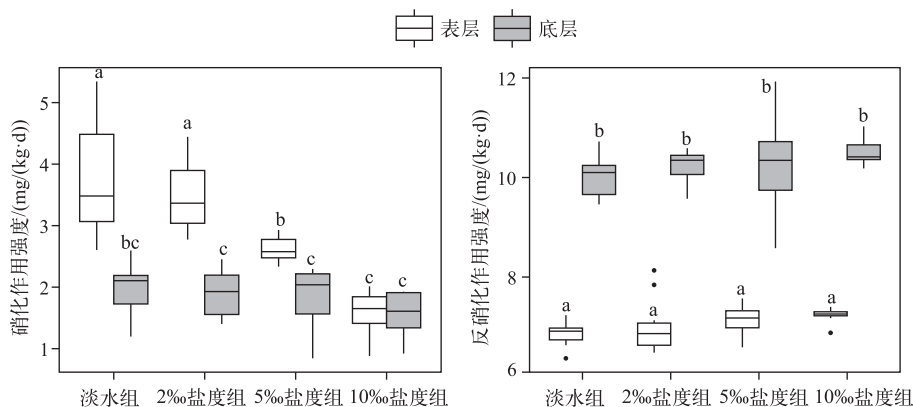 表层 底层
硝化作用强度/(mg/(kg·d))
5
4
3
2
1
a
a
b
bc
c
c
c
c
淡水组 2‰盐度组 5‰盐度组 10‰盐度组
反硝化作用强度/(mg/(kg·d))
12
10
8
6
b
b
b
b
a
a
a
a
淡水组 2‰盐度组 5‰盐度组 10‰盐度组